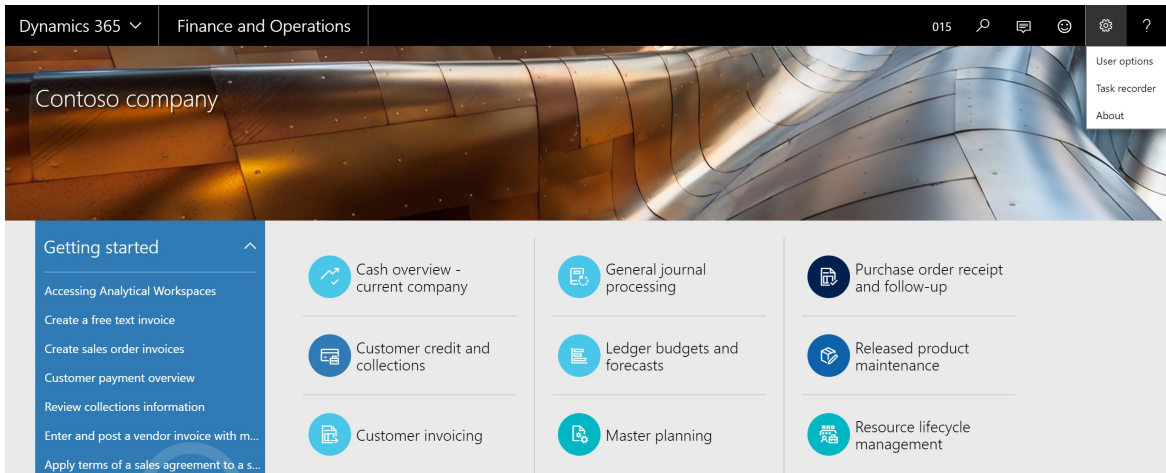 Dynamics 365
Finance and Operations
015
?
User options
Task recorder
About
Contoso company
Getting started
Accessing Analytical Workspaces
Create a free text invoice
Create sales order invoices
Customer payment overview
Review collections information
Enter and post a vendor invoice with m...
Apply terms of a sales agreement to a s...
Cash overview -
current company
Customer credit and
collections
Customer invoicing
General journal
processing
Ledger budgets and
forecasts
Master planning
Purchase order receipt
and follow-up
Released product
maintenance
Resource lifecycle
management